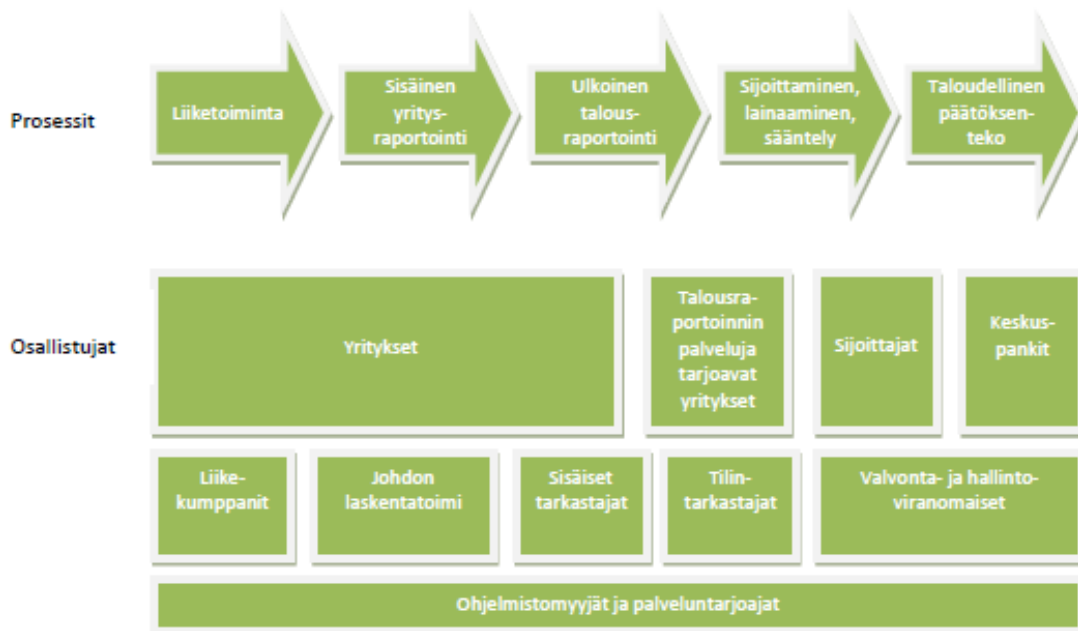 Prosessit
Liiketoiminta
Sisäinen
yritys-
raportointi
Ulkoinen
talous-
raportointi
Sijoittaminen,
lainaaminen,
sääntely
Taloudellinen
päätöksen-
teko
Osallistujat
Yritykset
Talousra-
portoinnin
palveluja
tarjoavat
yritykset
Sijoittajat
Keskus-
pankit
Liike-
kumppanit
Johdon
laskentatoimi
Sisäiset
tarkastajat
Tilin-
tarkastajat
Valvonta- ja hallinto-
viranomaiset
Ohjelmistomyyjät ja palveluntarjoajat